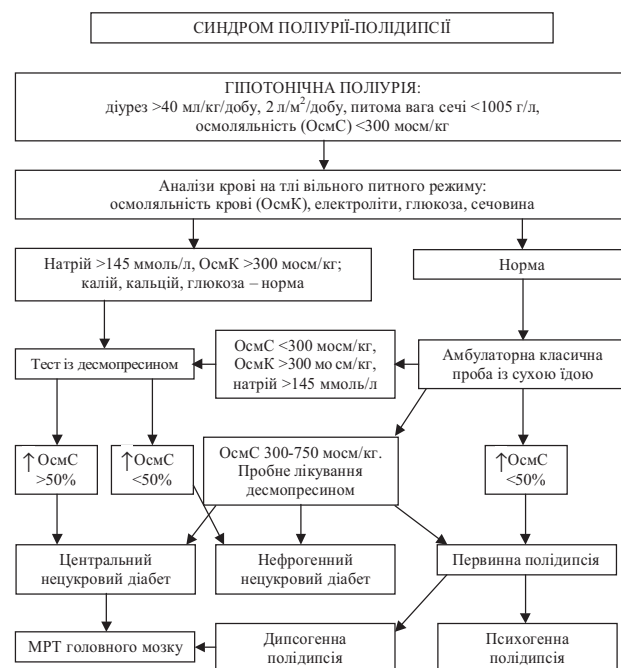 СИНДРОМ ПОЛІУРІЇ-ПОЛІДИПСІЇ
ГІПОТОНІЧНА ПОЛІУРІЯ:
діурез >40 мл/кг/добу, 2 л/м²/добу, питома вага сечі <1005 г/л,
осмоляльність (ОсмС) <300 мосм/кг
Аналізи крові на тлі вільного питного режиму:
осмоляльність крові (ОсмК), електроліти, глюкоза, сечовина
Натрій >145 ммоль/л, ОсмК >300 мосм/кг;
калій, кальцій, глюкоза – норма
Норма
Тест із десмопресином
ОсмС <300 мосм/кг,
ОсмК >300 мо см/кг,
натрій >145 ммоль/л
Амбулаторна класична
проба із сухою їдою
↑ОсмС
>50%
↑ОсмС
<50%
ОсмС 300-750 мосм/кг.
Пробне лікування
десмопресином
↑ОсмС
<50%
Центральний
нецукровий діабет
Нефрогенний
нецукровий діабет
Первинна полідипсія
МРТ головного мозку
Дипсогенна
полідипсія
Психогенна
полідипсія